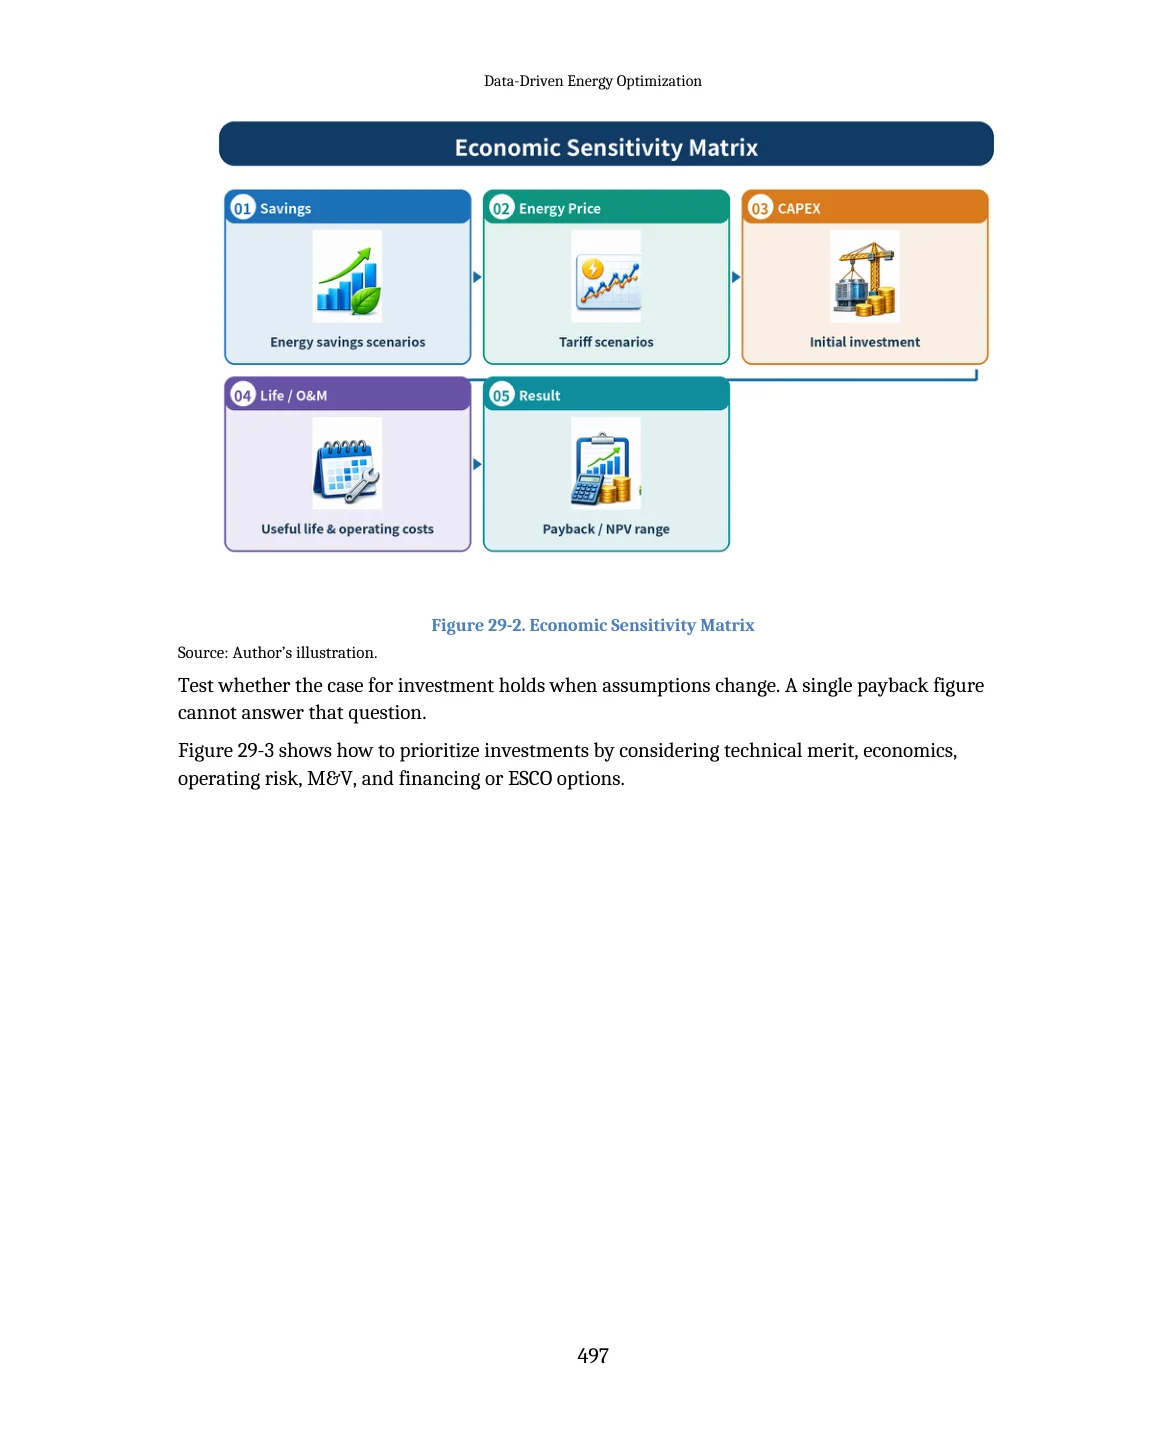 Data-Driven Energy Optimization
Economic Sensitivity Matrix
01 Savings
Energy savings scenarios
02 Energy Price
Tariff scenarios
03 CAPEX
Initial investment
04 Life / O&M
Useful life & operating costs
05 Result
Payback / NPV range
Figure 29-2. Economic Sensitivity Matrix
Source: Author’s illustration.
Test whether the case for investment holds when assumptions change. A single payback figure
cannot answer that question.
Figure 29-3 shows how to prioritize investments by considering technical merit, economics,
operating risk, M&V, and financing or ESCO options.
497